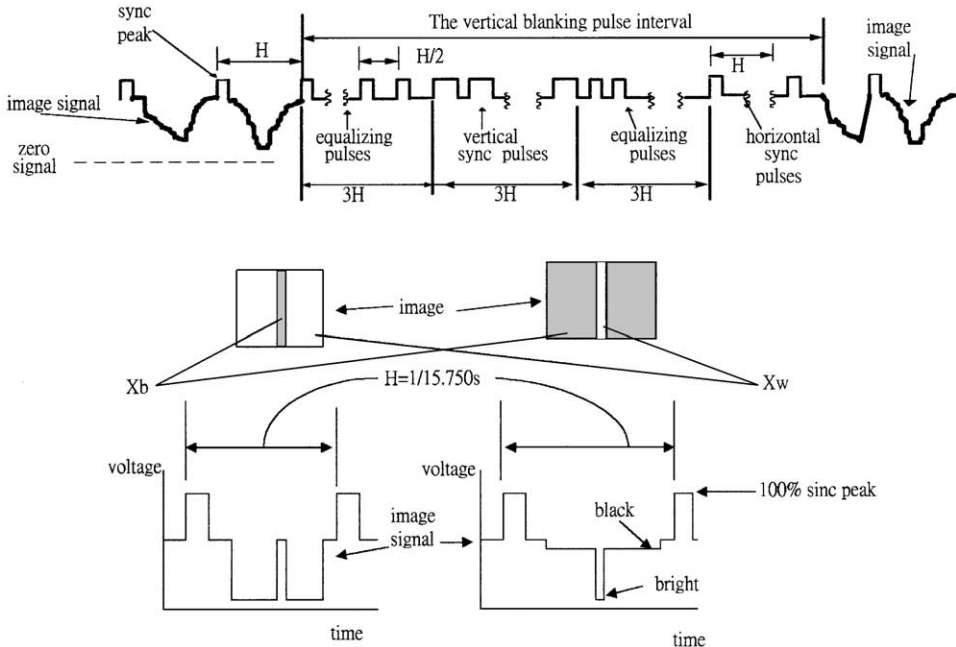 sync
peak
H
The vertical blanking pulse interval
H/2
H
image
signal
image signal
zero
signal
equalizing
pulses
vertical
sync pulses
equalizing
pulses
horizontal
sync
pulses
3H
3H
3H
image
Xb
H=1/15.750s
Xw
voltage
image
signal
time
voltage
black
100% sinc peak
bright
time